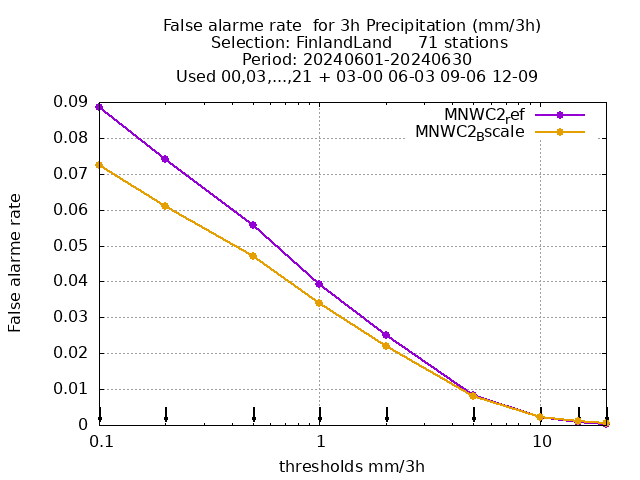 False alarme rate  for 3h Precipitation (mm/3h)
Selection: FinlandLand     71 stations
Period: 20240601-20240630
Used 00,03,...,21 + 03-00 06-03 09-06 12-09
MNWC2ref
MNWC2Bscale
0.09
0.08
0.07
0.06
0.05
0.04
0.03
0.02
0.01
0
False alarme rate
0.1 1 10
thresholds mm/3h